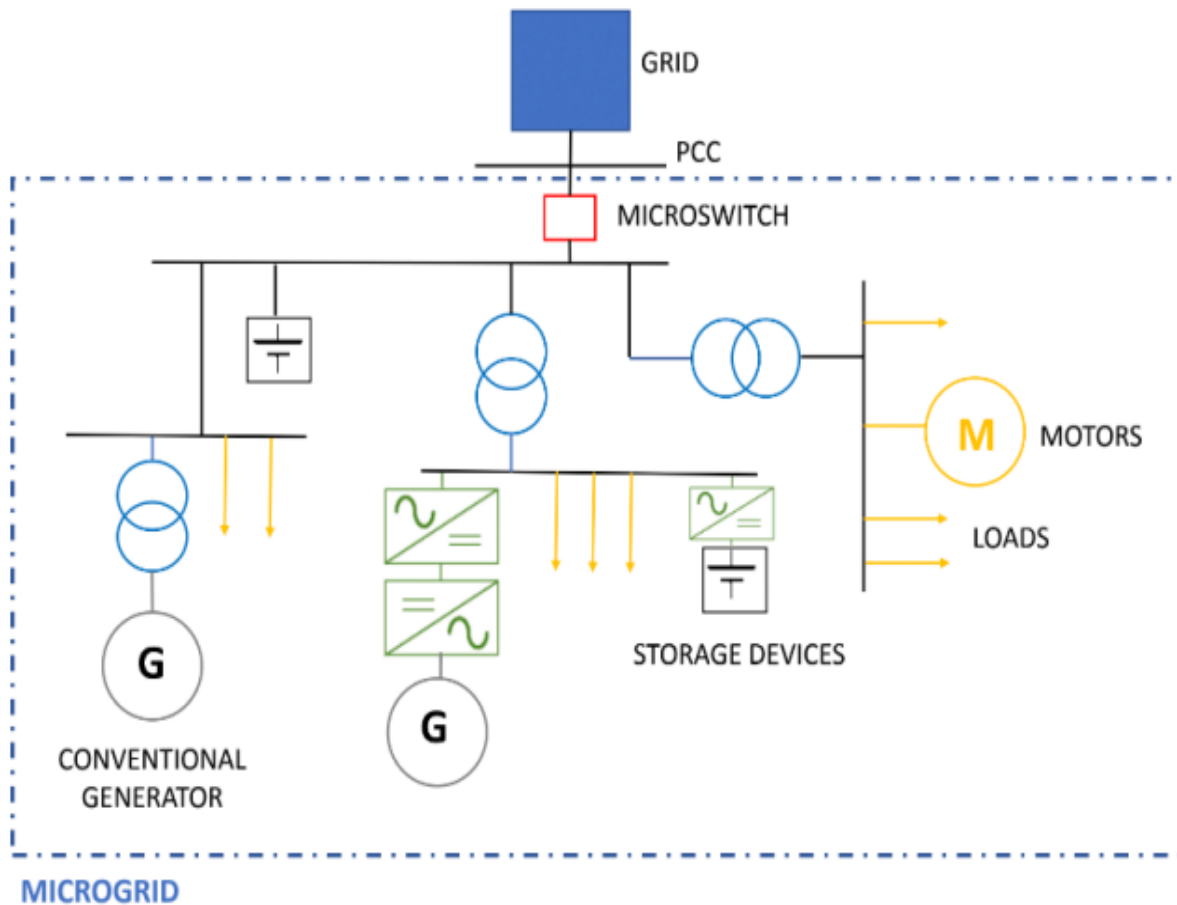 GRID
PCC
MICROSWITCH
M
MOTORS
LOADS
STORAGE DEVICES
G
G
CONVENTIONAL
GENERATOR
MICROGRID